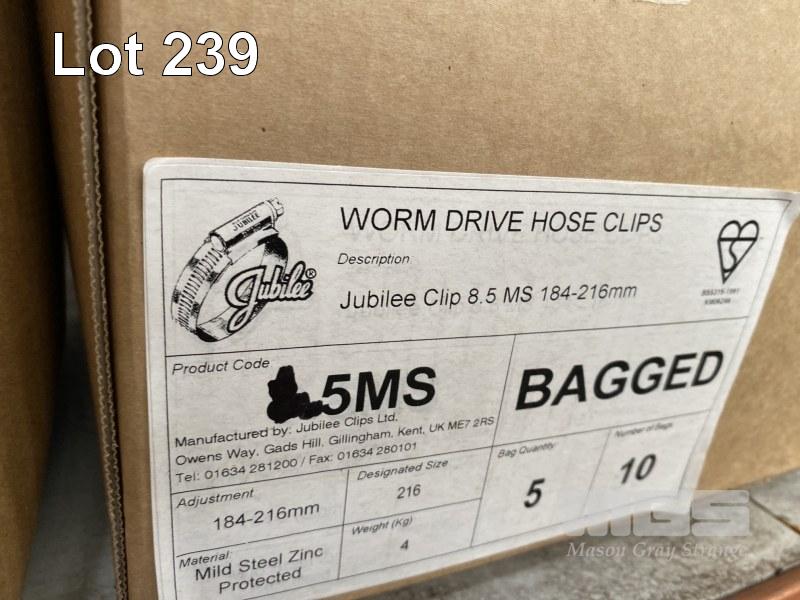 Lot 239
JUBILEE
Jubilee®
WORM DRIVE HOSE CLIPS
Description
Jubilee Clip 8.5 MS 184-216mm
Product Code
5MS
BAGGED
Manufactured by: Jubilee Clips Ltd.
Owens Way, Gads Hill, Gillingham, Kent, UK ME7 2RS
Tel: 01634 281200 / Fax: 01634 280101
Adjustment
184-216mm
Designated Size
216
Bag Quantity
5
Number of Bags
10
Material:
Mild Steel Zinc
Protected
Weight (Kg)
4
MGS
Mason Gray Strange